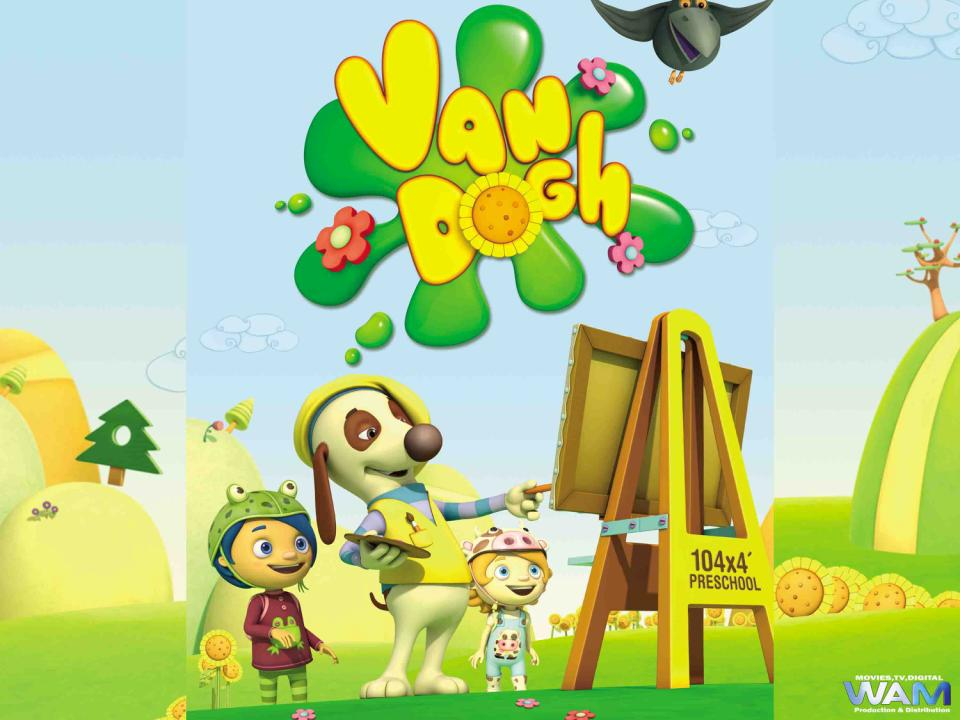 VAN
DOGh
104x4′
PRESCHOOL
MOVIES,TV,DIGITAL
WAM
Production & Distribution